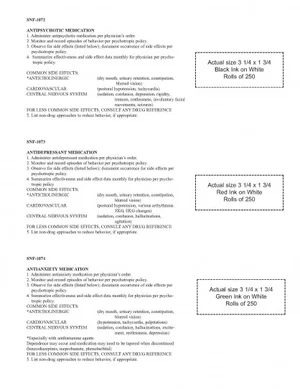 SNF-1072
ANTIPSYCHOTIC MEDICATION
1. Administer antipsychotic medication per physician's order.
2. Monitor and record episodes of behavior per psychotropic policy.
3. Observe for side effects (listed below); document occurrence of side effects per
psychotropic policy.
4. Summarize effectiveness and side effect data monthly for physician per psycho-
tropic policy.
COMMON SIDE EFFECTS:
*ANTICHOLINERGIC (dry mouth, urinary retention, constipation,
blurred vision)
CARDIOVASCULAR (postural hypotension, tachycardia)
CENTRAL NERVOUS SYSTEM (sedation, confusion, depression, rigidity,
tremors, restlessness, involuntary facial
movements, seizures)
FOR LESS COMMON SIDE EFFECTS, CONSULT ANY DRUG REFERENCE
5. List non-drug approaches to reduce behavior, if appropriate.
Actual size 3 1/4 x 1 3/4
Black Ink on White
Rolls of 250
SNF-1073
ANTIDEPRESSANT MEDICATION
1. Administer antidepressant medication per physician's order.
2. Monitor and record episodes of behavior per psychotropic policy.
3. Observe for side effects (listed below); document occurrence of side effects per
psychotropic policy.
4. Summarize effectiveness and side effect data monthly for physician per psycho-
tropic policy.
COMMON SIDE EFFECTS:
*ANTICHOLINERGIC (dry mouth, urinary retention, constipation,
blurred vision)
CARDIOVASCULAR (postural hypotension, various arrhythmias
EKG changes)
CENTRAL NERVOUS SYSTEM (sedation, confusion, hallucinations,
agitation)
FOR LESS COMMON SIDE EFFECTS, CONSULT ANY DRUG REFERENCE
5. List non-drug approaches to reduce behavior, if appropriate.
Actual size 3 1/4 x 1 3/4
Red Ink on White
Rolls of 250
SNF-1074
ANTIANXIETY MEDICATION
1. Administer antianxiety medication per physician's order.
2. Monitor and record episodes of behavior per psychotropic policy.
3. Observe for side effects (listed below); document occurrence of side effects per
psychotropic policy.
4. Summarize effectiveness and side effect data monthly for physician per psycho-
tropic policy.
COMMON SIDE EFFECTS:
*ANTICHOLINERGIC (dry mouth, urinary retention, constipation,
blurred vision)
CARDIOVASCULAR (hypotension, tachycardia, palpitations)
CENTRAL NERVOUS SYSTEM (sedation, confusion, hallucinations, excite-
ment, restlessness, depression)
*Especially with antihistamine agents
Dependence may occur and medication may need to be tapered when discontinued
(benzodiazepines, meprobamate, phenobarbital)
FOR LESS COMMON SIDE EFFECTS, CONSULT ANY DRUG REFERENCE
5. List non-drug approaches to reduce behavior, if appropriate.
Actual size 3 1/4 x 1 3/4
Green Ink on White
Rolls of 250